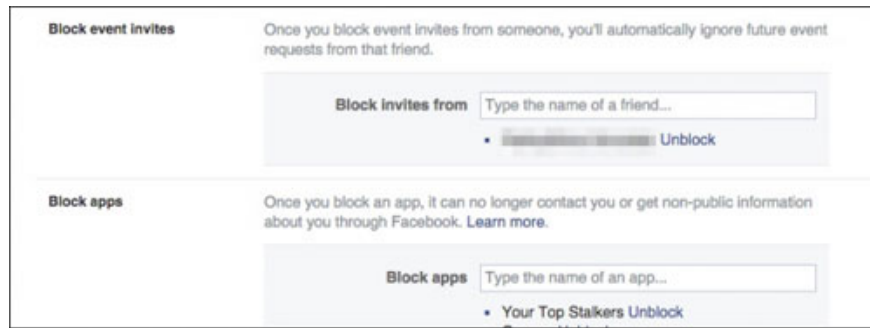 Block event invites
Once you block event invites from someone, you'll automatically ignore future event
requests from that friend.
Block invites from
Type the name of a friend...
Unblock
Block apps
Once you block an app, it can no longer contact you or get non-public information
about you through Facebook. Learn more.
Block apps
Type the name of an app...
Your Top Stalkers Unblock